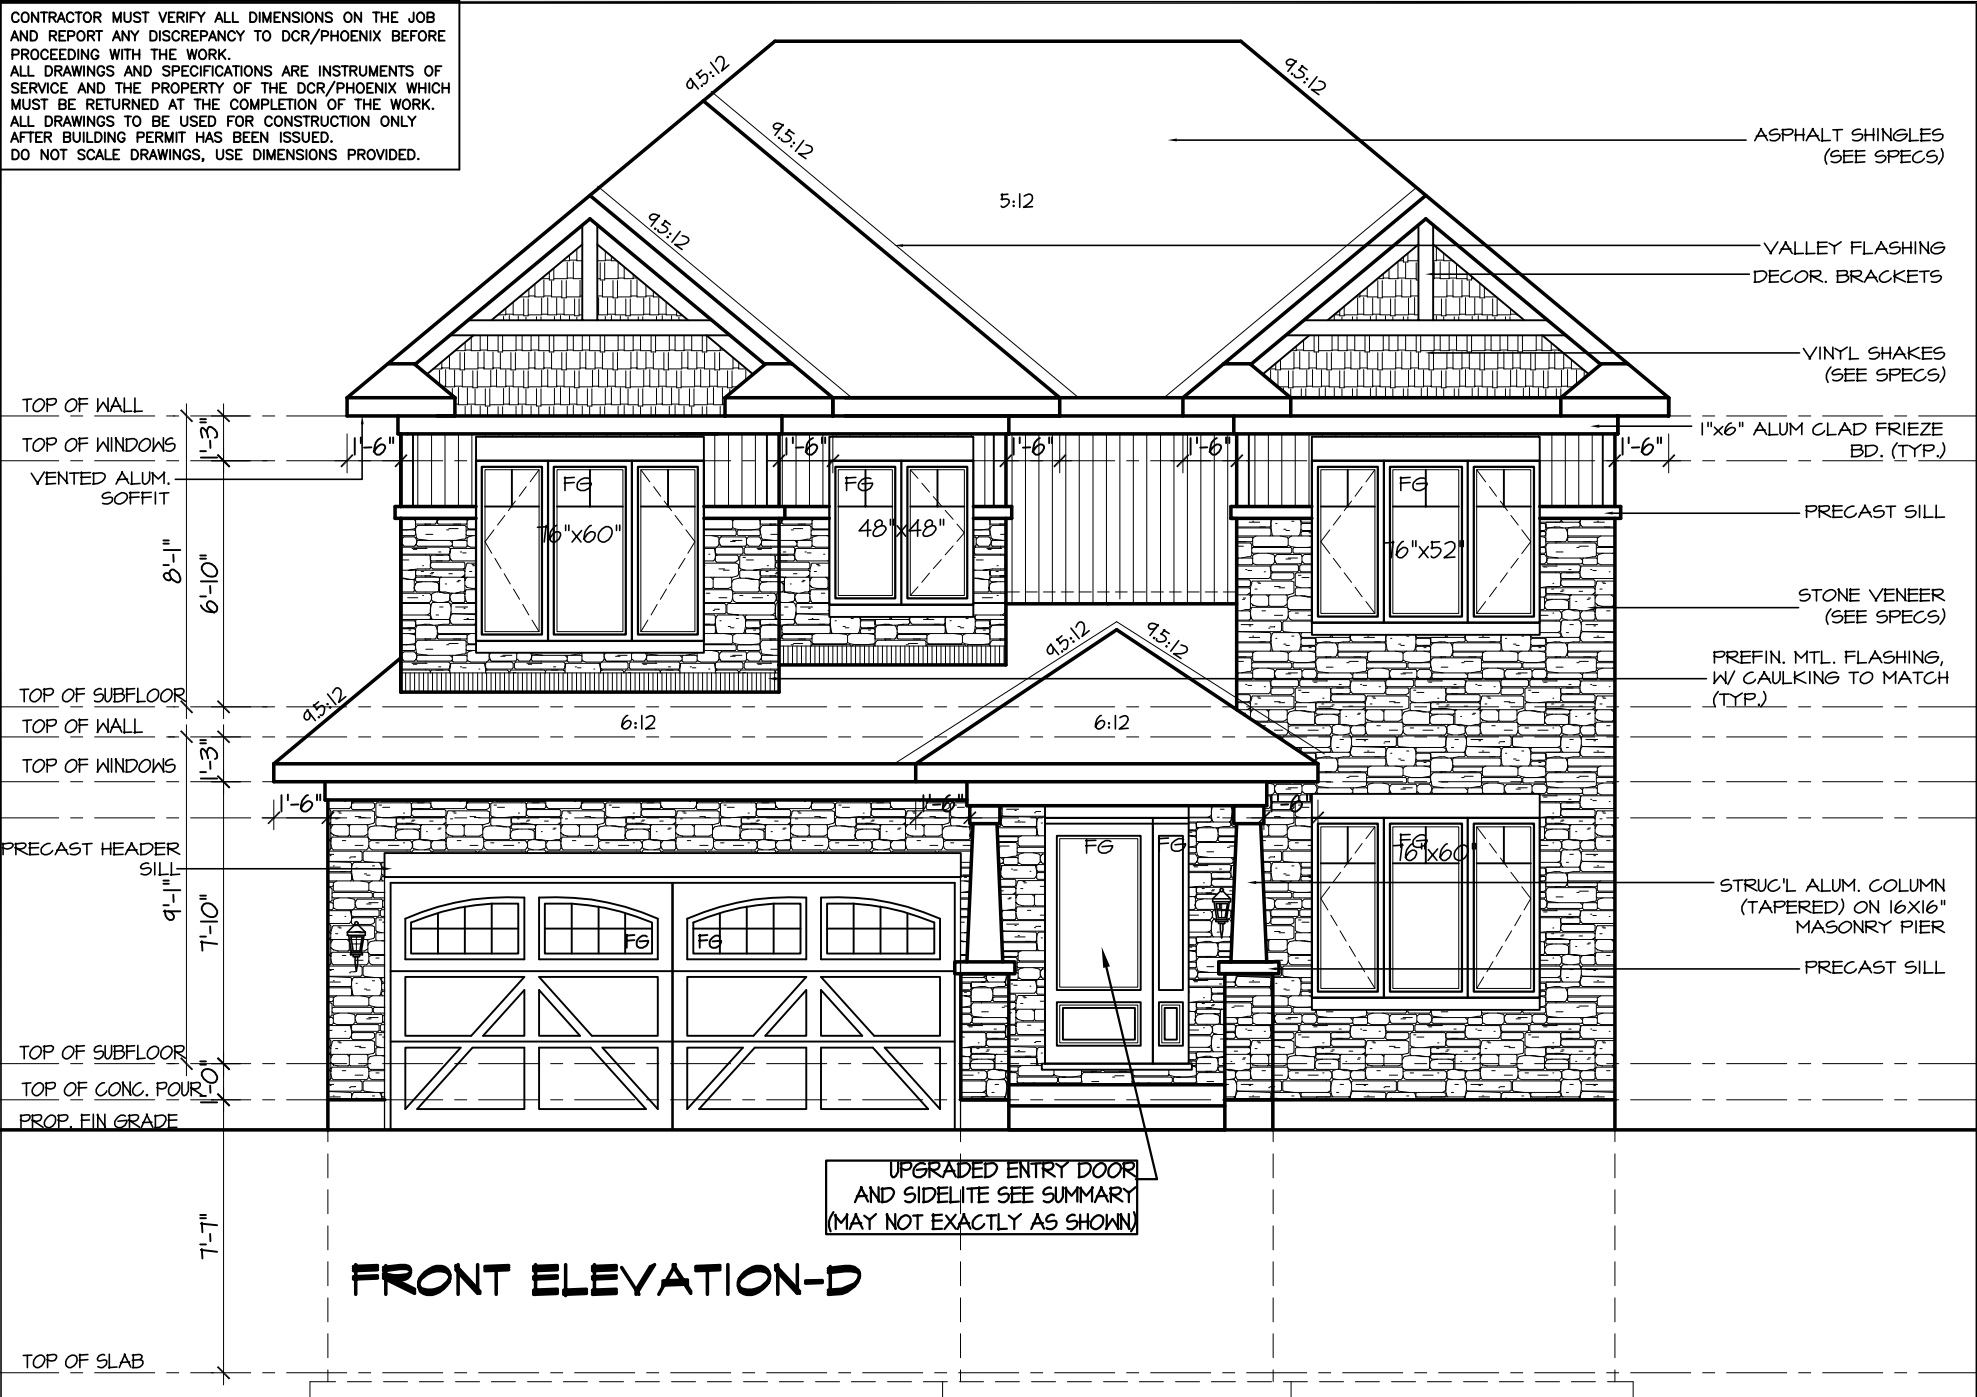 CONTRACTOR MUST VERIFY ALL DIMENSIONS ON THE JOB
AND REPORT ANY DISCREPANCY TO DCR/PHOENIX BEFORE
PROCEEDING WITH THE WORK.
ALL DRAWINGS AND SPECIFICATIONS ARE INSTRUMENTS OF
SERVICE AND THE PROPERTY OF THE DCR/PHOENIX WHICH
MUST BE RETURNED AT THE COMPLETION OF THE WORK.
ALL DRAWINGS TO BE USED FOR CONSTRUCTION ONLY
AFTER BUILDING PERMIT HAS BEEN ISSUED.
DO NOT SCALE DRAWINGS, USE DIMENSIONS PROVIDED.
9.5:12
9.5:12
9.5:12
9.5:12
5:12
ASPHALT SHINGLES
(SEE SPECS)
VALLEY FLASHING
DECOR. BRACKETS
VINYL SHAKES
(SEE SPECS)
TOP OF WALL
TOP OF WINDOWS
VENTED ALUM.
SOFFIT
1'-3"
1'-6"
1'-6"
1'-6"
1'-6"
1'-6"
1"x6" ALUM CLAD FRIEZE
BD. (TYP.)
FG
76"x60"
FG
48"x48"
FG
76"x52"
PRECAST SILL
8'-1"
6'-10"
STONE VENEER
(SEE SPECS)
PREFIN. MTL. FLASHING,
W/ CAULKING TO MATCH
(TYP.)
9.5:12
9.5:12
9.5:12
6:12
6:12
TOP OF SUBFLOOR
TOP OF WALL
TOP OF WINDOWS
1'-3"
1'-6"
1'-6"
-6"
PRECAST HEADER
SILL
9'-1"
7'-10"
FG
FG
FG
FG
FG
76"x60"
STRUC'L ALUM. COLUMN
(TAPERED) ON 16X16"
MASONRY PIER
PRECAST SILL
TOP OF SUBFLOOR
TOP OF CONC. POUR
1'-0"
PROP. FIN GRADE
UPGRADED ENTRY DOOR
AND SIDELITE SEE SUMMARY
(MAY NOT EXACTLY AS SHOWN)
7'-7"
FRONT ELEVATION-D
TOP OF SLAB